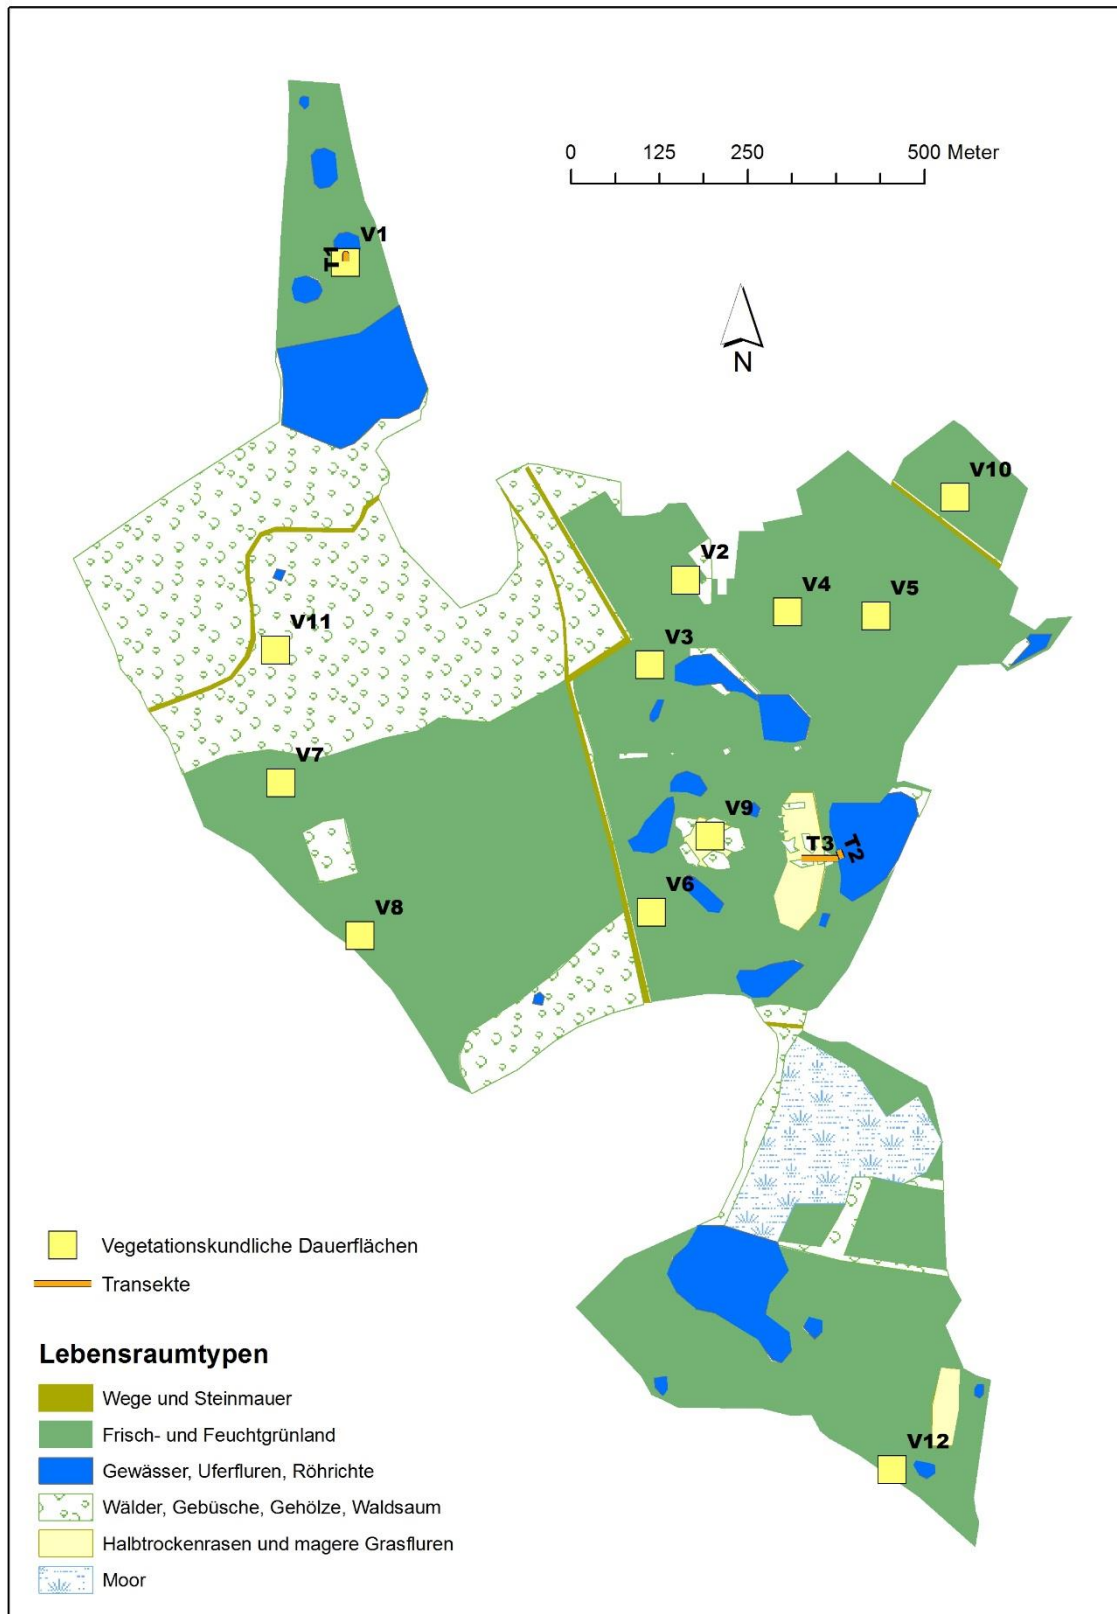 0 125 250 500 Meter
V1
T1
N
V10
V2
V4
V5
V11
V3
V7
V9
T3
T2
V6
V8
Vegetationskundliche Dauerflächen
Transekte
Lebensraumtypen
Wege und Steinmauer
Frisch- und Feuchtgrünland
Gewässer, Uferfluren, Röhrichte
Wälder, Gebüsche, Gehölze, Waldsaum
Halbtrockenrasen und magere Grasfluren
Moor
V12